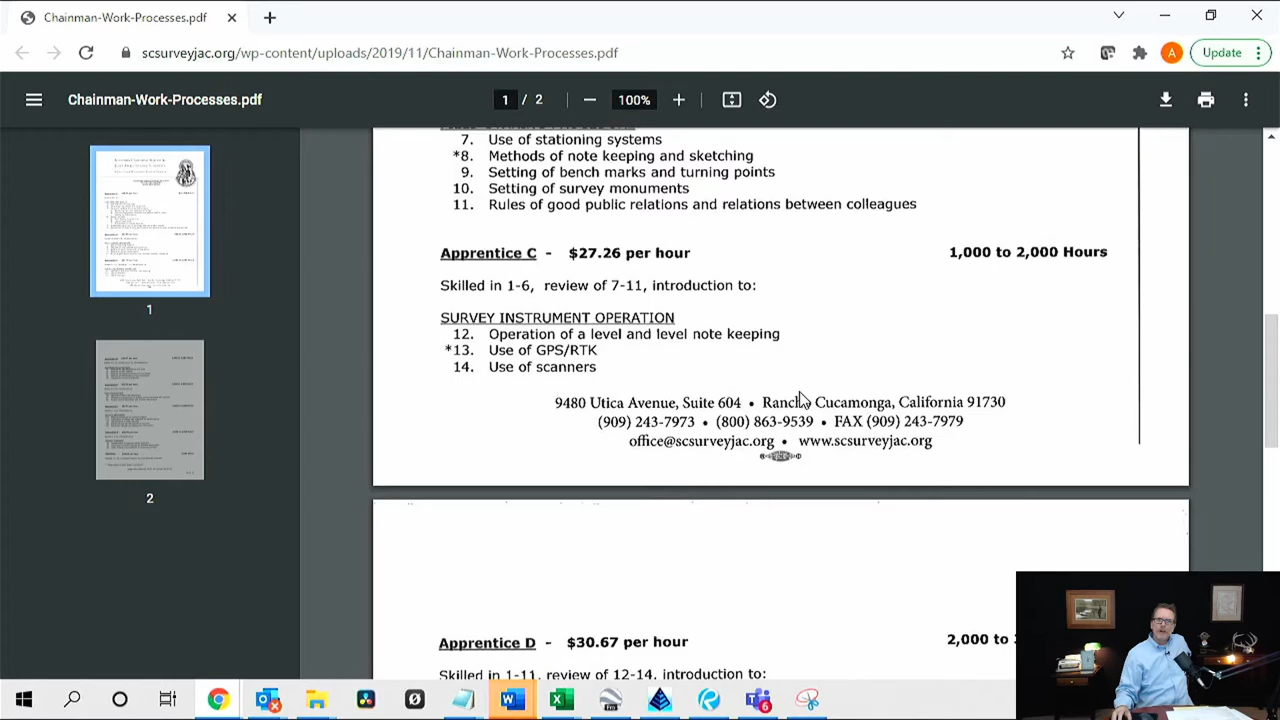 Chainman-Work-Processes.pdf
scsurveyjac.org/wp-content/uploads/2019/11/Chainman-Work-Processes.pdf
A
Update
Chainman-Work-Processes.pdf
1 / 2
100%
7. Use of stationing systems
*8. Methods of note keeping and sketching
9. Setting of bench marks and turning points
10. Setting of survey monuments
11. Rules of good public relations and relations between colleagues
Apprentice C - $27.26 per hour 1,000 to 2,000 Hours
Skilled in 1-6, review of 7-11, introduction to:
SURVEY INSTRUMENT OPERATION
12. Operation of a level and level note keeping
*13. Use of GPS/RTK
14. Use of scanners
9480 Utica Avenue, Suite 604 • Rancho Cucamonga, California 91730
(909) 243-7973 • (800) 863-9539 • FAX (909) 243-7979
office@scsurveyjac.org • www.scsurveyjac.org
Apprentice D - $30.67 per hour 2,000 to
Skilled in 1-11, review of 12-14, introduction to:
1
2
6